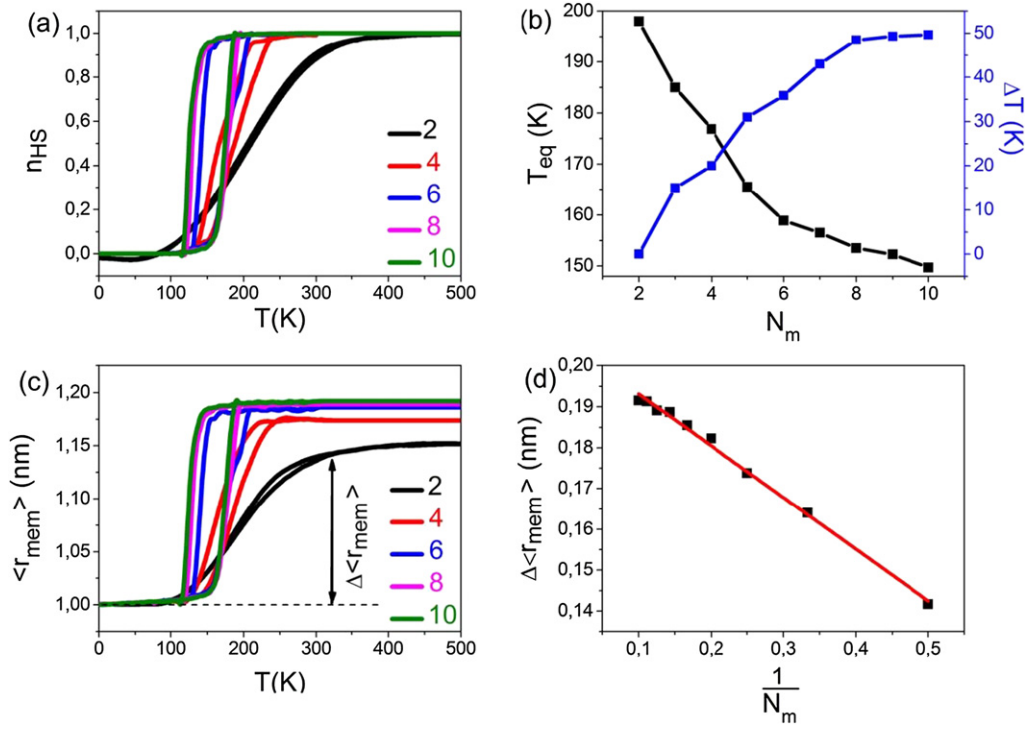 (a)
1,0
0,8
0,6
0,4
0,2
0,0
n_HS
2
4
6
8
10
0 100 200 300 400 500
T(K)
(b)
200
190
180
170
160
150
T_eq (K)
50
40
30
20
10
0
ΔT (K)
2 4 6 8 10
N_m
(c)
1,20
1,15
1,10
1,05
1,00
<r_mem> (nm)
Δ<r_mem>
2
4
6
8
10
0 100 200 300 400 500
T(K)
(d)
0,20
0,19
0,18
0,17
0,16
0,15
0,14
Δ<r_mem> (nm)
0,1 0,2 0,3 0,4 0,5
1
N_m